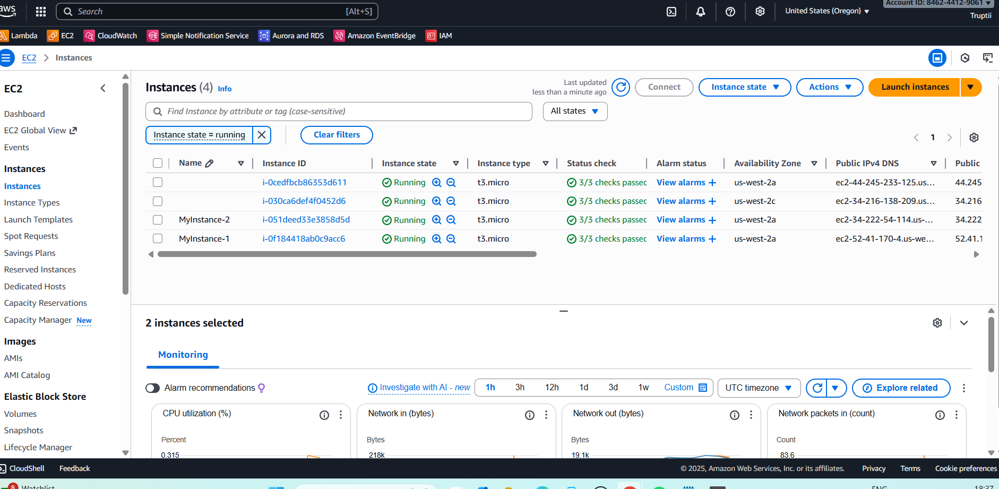 aws
Search [Alt+S]
United States (Oregon)
Account ID: 8462-4412-9061
Truptii
Lambda EC2 CloudWatch Simple Notification Service Aurora and RDS Amazon EventBridge IAM
EC2 Instances
EC2
Dashboard
EC2 Global View
Events
Instances
Instances
Instance Types
Launch Templates
Spot Requests
Savings Plans
Reserved Instances
Dedicated Hosts
Capacity Reservations
Capacity Manager New
Images
AMIs
AMI Catalog
Elastic Block Store
Volumes
Snapshots
Lifecycle Manager
Instances (4) Info
Last updated
less than a minute ago
Connect Instance state Actions Launch instances
Find Instance by attribute or tag (case-sensitive) All states
Instance state = running Clear filters
1
Name Instance ID Instance state Instance type Status check Alarm status Availability Zone Public IPv4 DNS Public
i-0cedfbcb86353d611 Running t3.micro 3/3 checks passec View alarms + us-west-2a ec2-44-245-233-125.us... 44.245
i-030ca6def4f0452d6 Running t3.micro 3/3 checks passec View alarms + us-west-2c ec2-34-216-138-209.us... 34.216
MyInstance-2 i-051deed33e3858d5d Running t3.micro 3/3 checks passec View alarms + us-west-2a ec2-34-222-54-114.us-... 34.222
MyInstance-1 i-0f184418ab0c9acc6 Running t3.micro 3/3 checks passec View alarms + us-west-2a ec2-52-41-170-4.us-we... 52.41.1
2 instances selected
Monitoring
Alarm recommendations
Investigate with AI - new 1h 3h 12h 1d 3d 1w Custom UTC timezone Explore related
CPU utilization (%)
Percent
0.315
Network in (bytes)
Bytes
218k
Network out (bytes)
Bytes
19.1k
Network packets in (count)
Count
83.6
CloudShell Feedback
© 2025, Amazon Web Services, Inc. or its affiliates. Privacy Terms Cookie preferences
8 Watchlist
ENG 18:37